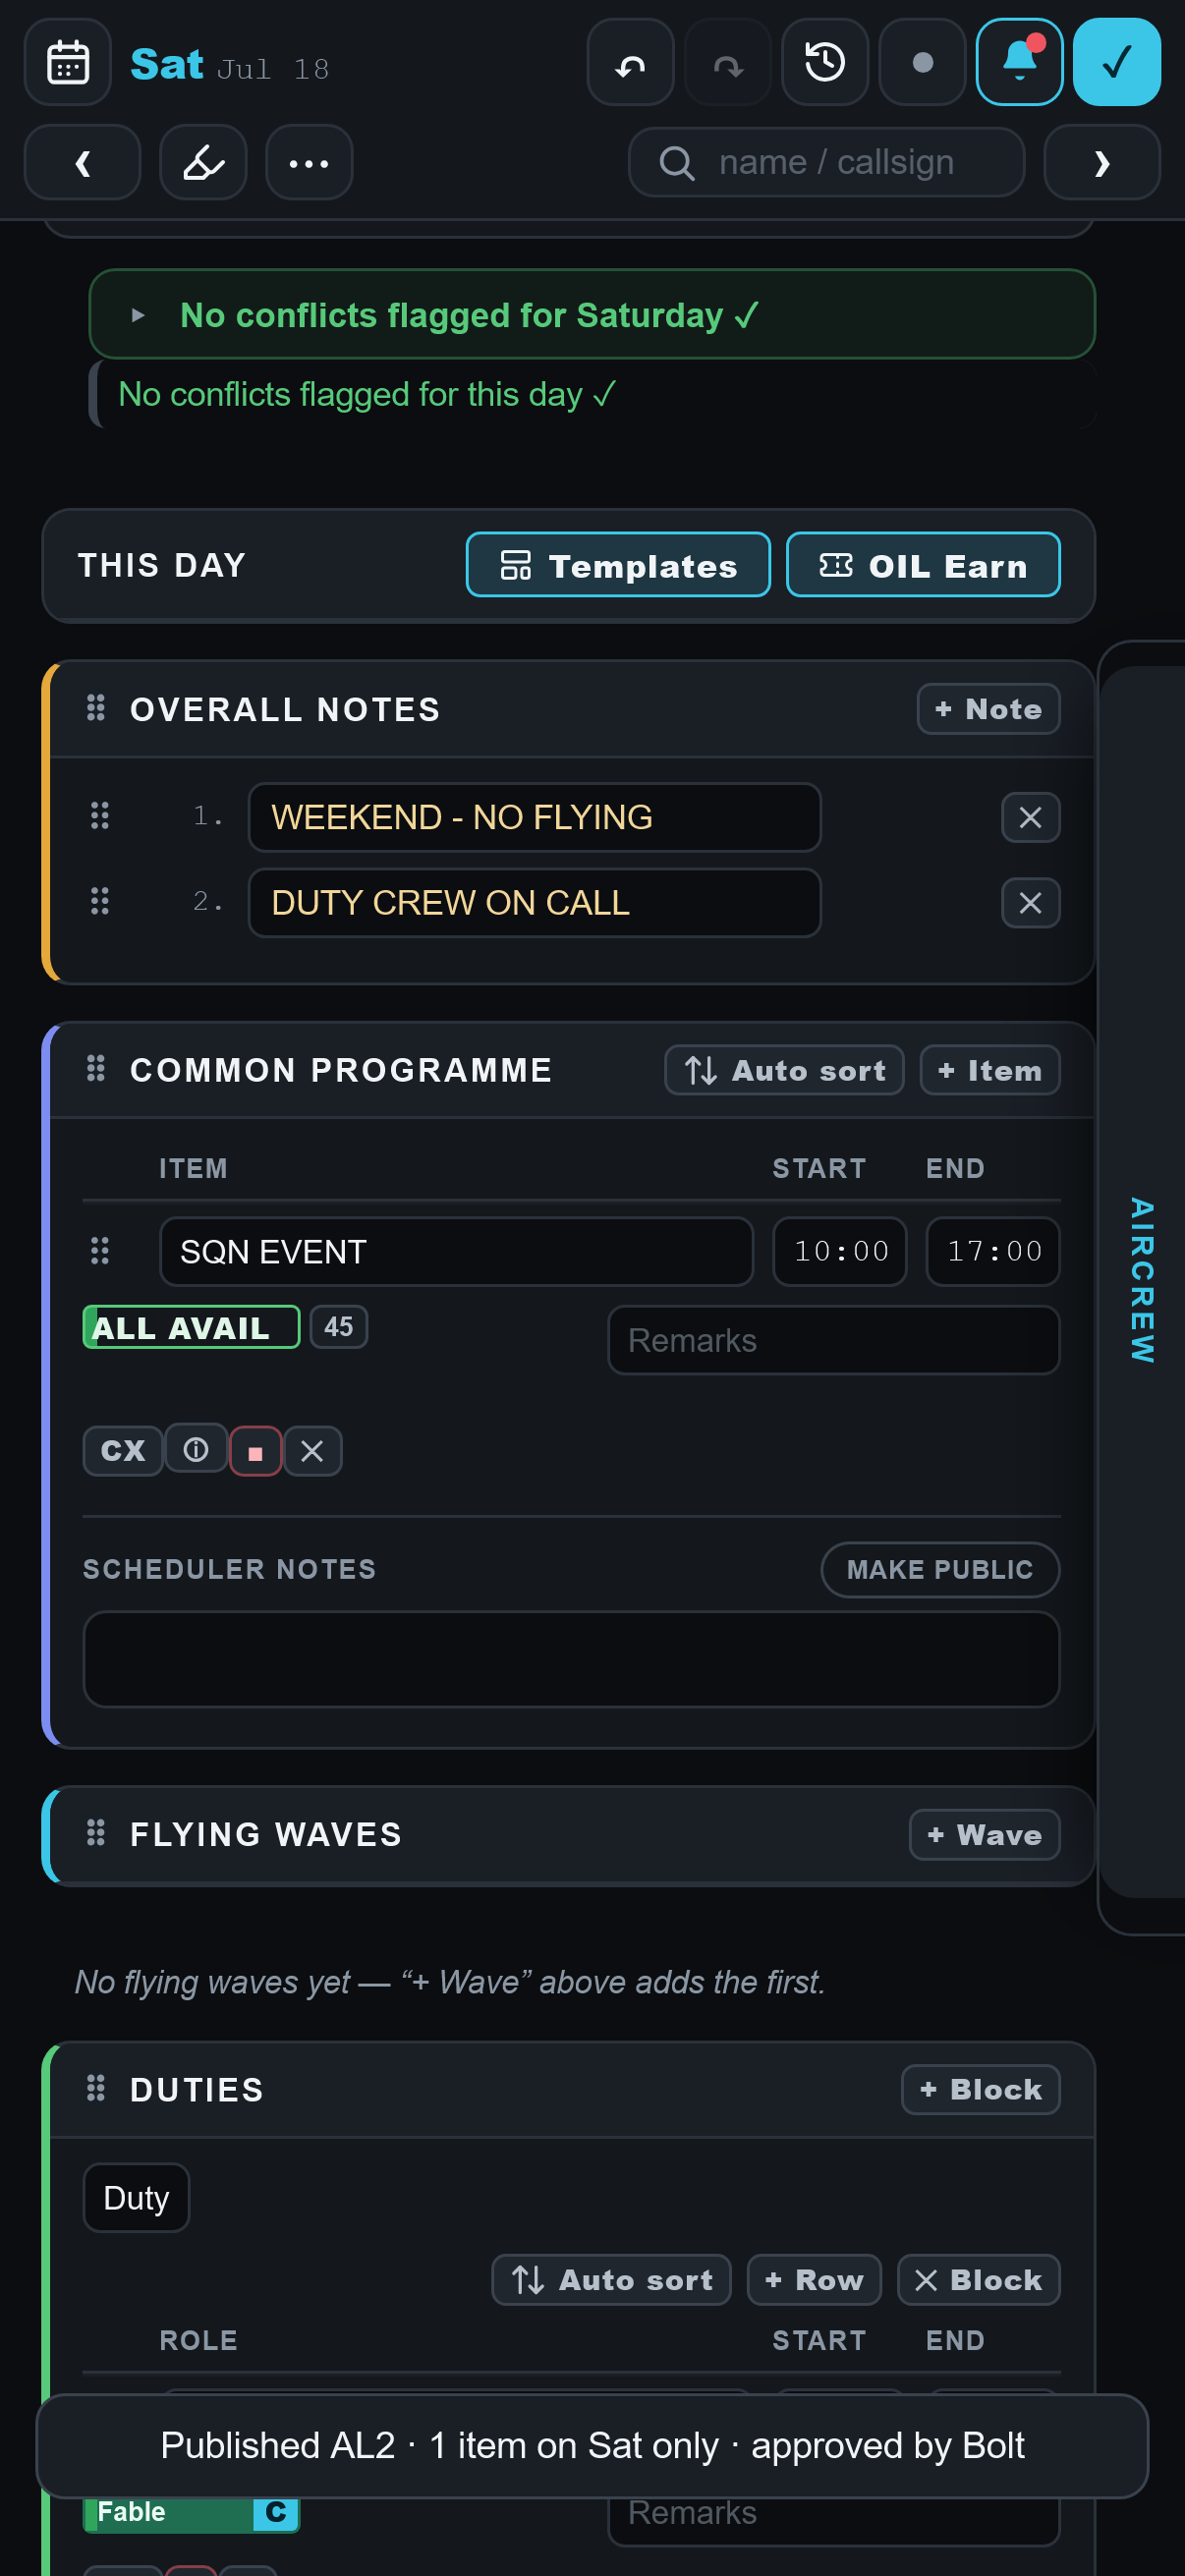 Sat Jul 18
name / callsign
No conflicts flagged for Saturday ✓
No conflicts flagged for this day ✓
THIS DAY
Templates
OIL Earn
OVERALL NOTES
+ Note
1. WEEKEND - NO FLYING
2. DUTY CREW ON CALL
COMMON PROGRAMME
Auto sort
+ Item
ITEM START END
SQN EVENT 10:00 17:00
ALL AVAIL 45
Remarks
CX
SCHEDULER NOTES
MAKE PUBLIC
AIRCREW
FLYING WAVES
+ Wave
No flying waves yet — “+ Wave” above adds the first.
DUTIES
+ Block
Duty
Auto sort
+ Row
× Block
ROLE START END
Published AL2 · 1 item on Sat only · approved by Bolt
Fable C
Remarks